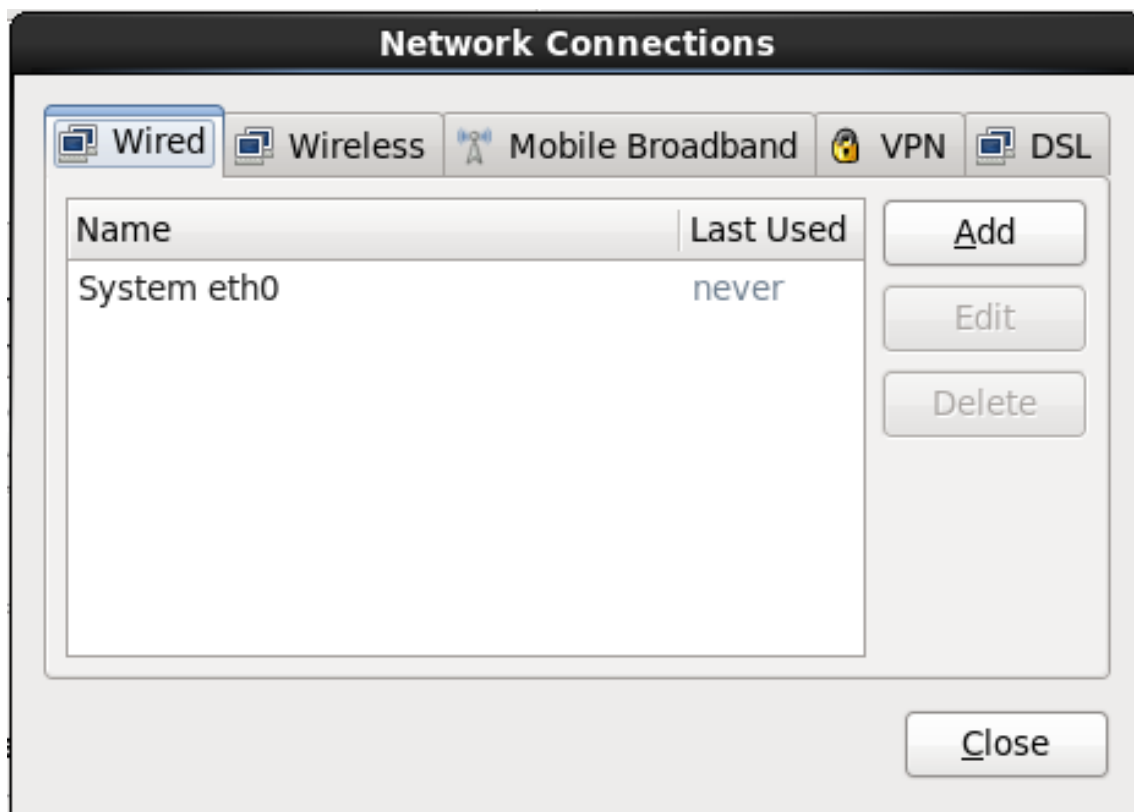 Network Connections
Wired Wireless Mobile Broadband VPN DSL
Name Last Used Add
System eth0 never
Edit
Delete
Close